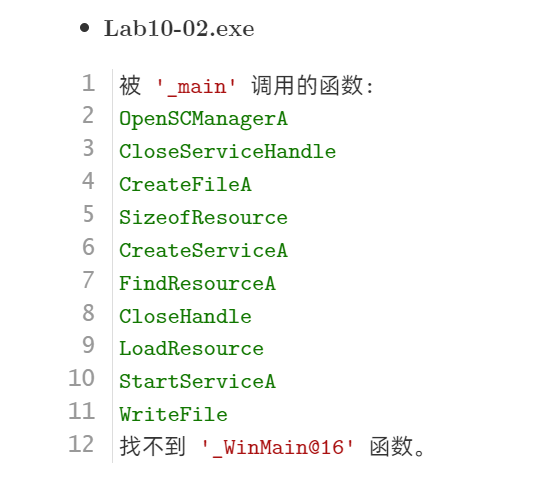 • Lab10-02.exe
1 被 '_main' 调用的函数:
2 OpenSCManagerA
3 CloseServiceHandle
4 CreateFileA
5 SizeofResource
6 CreateServiceA
7 FindResourceA
8 CloseHandle
9 LoadResource
10 StartServiceA
11 WriteFile
12 找不到 '_WinMain@16' 函数。